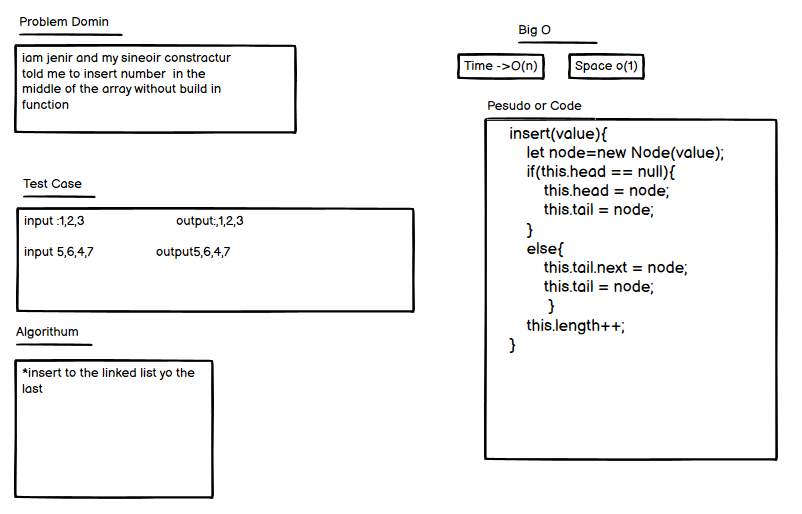 Problem Domin
iam jenir and my sineoir constractur
told me to insert number in the
middle of the array without build in
function
Test Case
input :1,2,3 output:,1,2,3
input 5,6,4,7 output5,6,4,7
Algorithum
*insert to the linked list yo the
last
Big O
Time ->O(n) Space o(1)
Pesudo or Code
insert(value){
let node=new Node(value);
if(this.head == null){
this.head = node;
this.tail = node;
}
else{
this.tail.next = node;
this.tail = node;
}
this.length++;
}